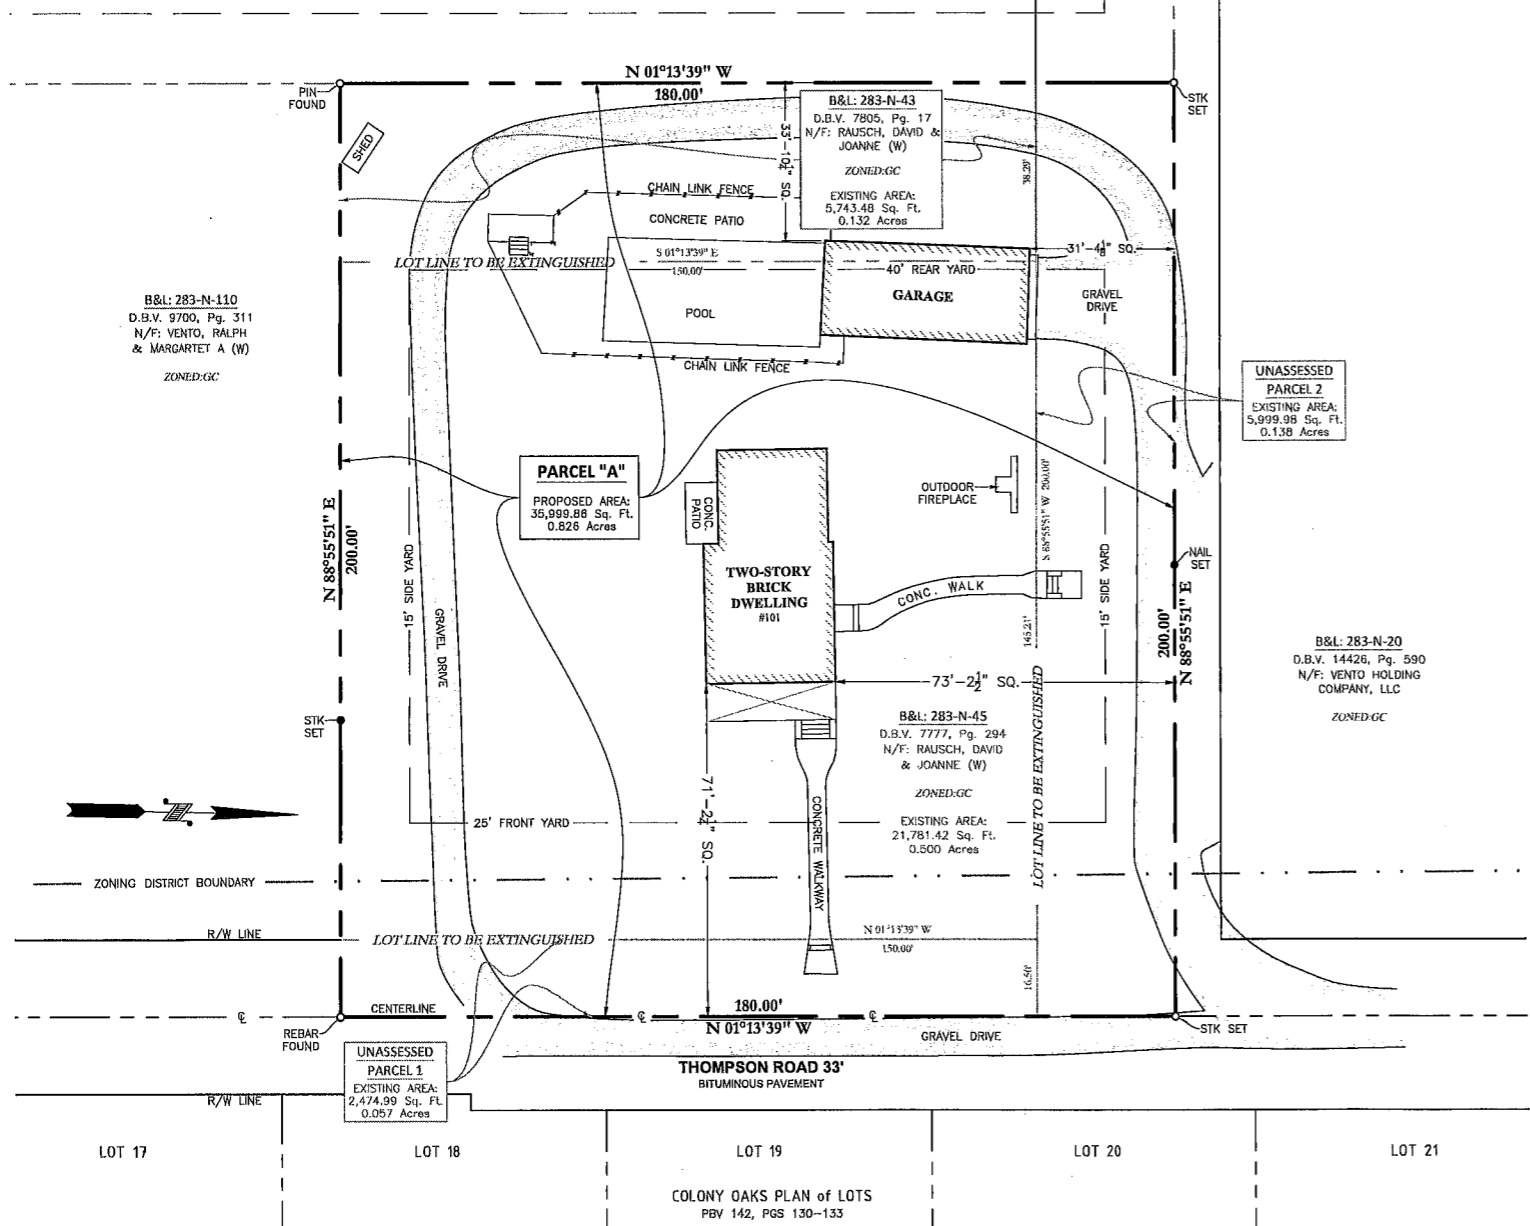 N 01°13'39" W
180.00'
PIN
FOUND
STK
SET
SHED
B&L: 283-N-43
D.B.V. 7805, Pg. 17
N/F: RAUSCH, DAVID &
JOANNE (W)
ZONED:GC
EXISTING AREA:
5,743.48 Sq. Ft.
0.132 Acres
38.29'
CHAIN LINK FENCE
CONCRETE PATIO
S 01°13'39" E
150.00'
LOT LINE TO BE EXTINGUISHED
40' REAR YARD
GARAGE
POOL
CHAIN LINK FENCE
GRAVEL
DRIVE
B&L: 283-N-110
D.B.V. 9700, Pg. 311
N/F: VENTO, RALPH
& MARGARTET A (W)
ZONED:GC
UNASSESSED
PARCEL 2
EXISTING AREA:
5,999.98 Sq. Ft.
0.138 Acres
PARCEL "A"
PROPOSED AREA:
35,999.86 Sq. Ft.
0.826 Acres
CONC.
PATIO
OUTDOOR
FIREPLACE
S 88°55'51" W 200.00'
N 88°55'51" E
200.00'
15' SIDE YARD
GRAVEL DRIVE
TWO-STORY
BRICK
DWELLING
#101
CONC. WALK
145.21'
15' SIDE YARD
NAIL
SET
200.00'
N 88°55'51" E
B&L: 283-N-20
D.B.V. 14426, Pg. 590
N/F: VENTO HOLDING
COMPANY, LLC
ZONED:GC
73'-2½" SQ.
STK
SET
B&L: 283-N-45
D.B.V. 7777, Pg. 294
N/F: RAUSCH, DAVID
& JOANNE (W)
ZONED:GC
EXISTING AREA:
21,781.42 Sq. Ft.
0.500 Acres
LOT LINE TO BE EXTINGUISHED
CONCRETE WALKWAY
25' FRONT YARD
ZONING DISTRICT BOUNDARY
R/W LINE
LOT LINE TO BE EXTINGUISHED
N 01°13'39" W
150.00'
16.50'
CENTERLINE
180.00'
N 01°13'39" W
REBAR
FOUND
STK SET
GRAVEL DRIVE
UNASSESSED
PARCEL 1
EXISTING AREA:
2,474.99 Sq. Ft.
0.057 Acres
THOMPSON ROAD 33'
BITUMINOUS PAVEMENT
R/W LINE
LOT 17
LOT 18
LOT 19
LOT 20
LOT 21
COLONY OAKS PLAN of LOTS
PBV 142, PGS 130-133